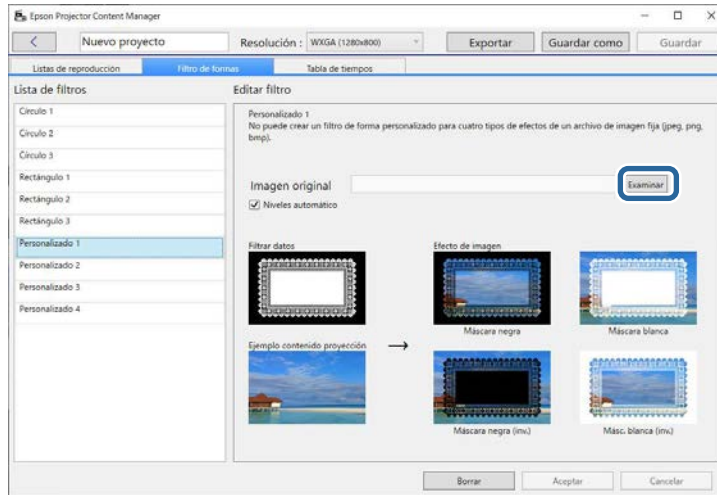 Epson Projector Content Manager
Nuevo proyecto
Resolución :
WXGA (1280x800)
Exportar
Guardar como
Guardar
Listas de reproducción
Filtro de formas
Tabla de tiempos
Lista de filtros
Círculo 1
Círculo 2
Círculo 3
Rectángulo 1
Rectángulo 2
Rectángulo 3
Personalizado 1
Personalizado 2
Personalizado 3
Personalizado 4
Editar filtro
Personalizado 1
No puede crear un filtro de forma personalizado para cuatro tipos de efectos de un archivo de imagen fija (jpeg, png,
bmp).
Imagen original
Examinar
Niveles automático
Filtrar datos
Efecto de imagen
Máscara negra
Máscara blanca
Ejemplo contenido proyección
→
Máscara negra (inv.)
Másc. blanca (inv.)
Borrar
Aceptar
Cancelar